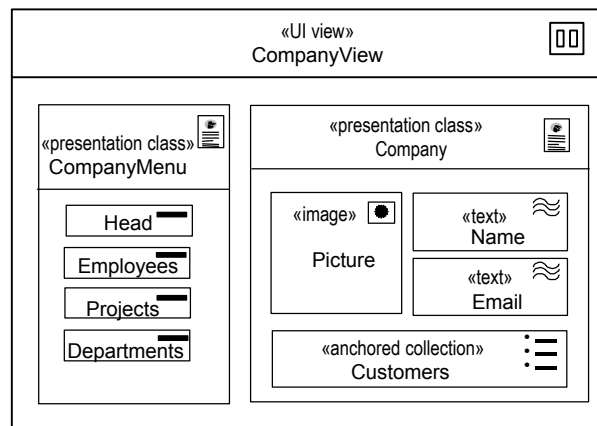 «UI view»
CompanyView
«presentation class»
CompanyMenu
Head
Employees
Projects
Departments
«presentation class»
Company
«image»
Picture
«text»
Name
«text»
Email
«anchored collection»
Customers